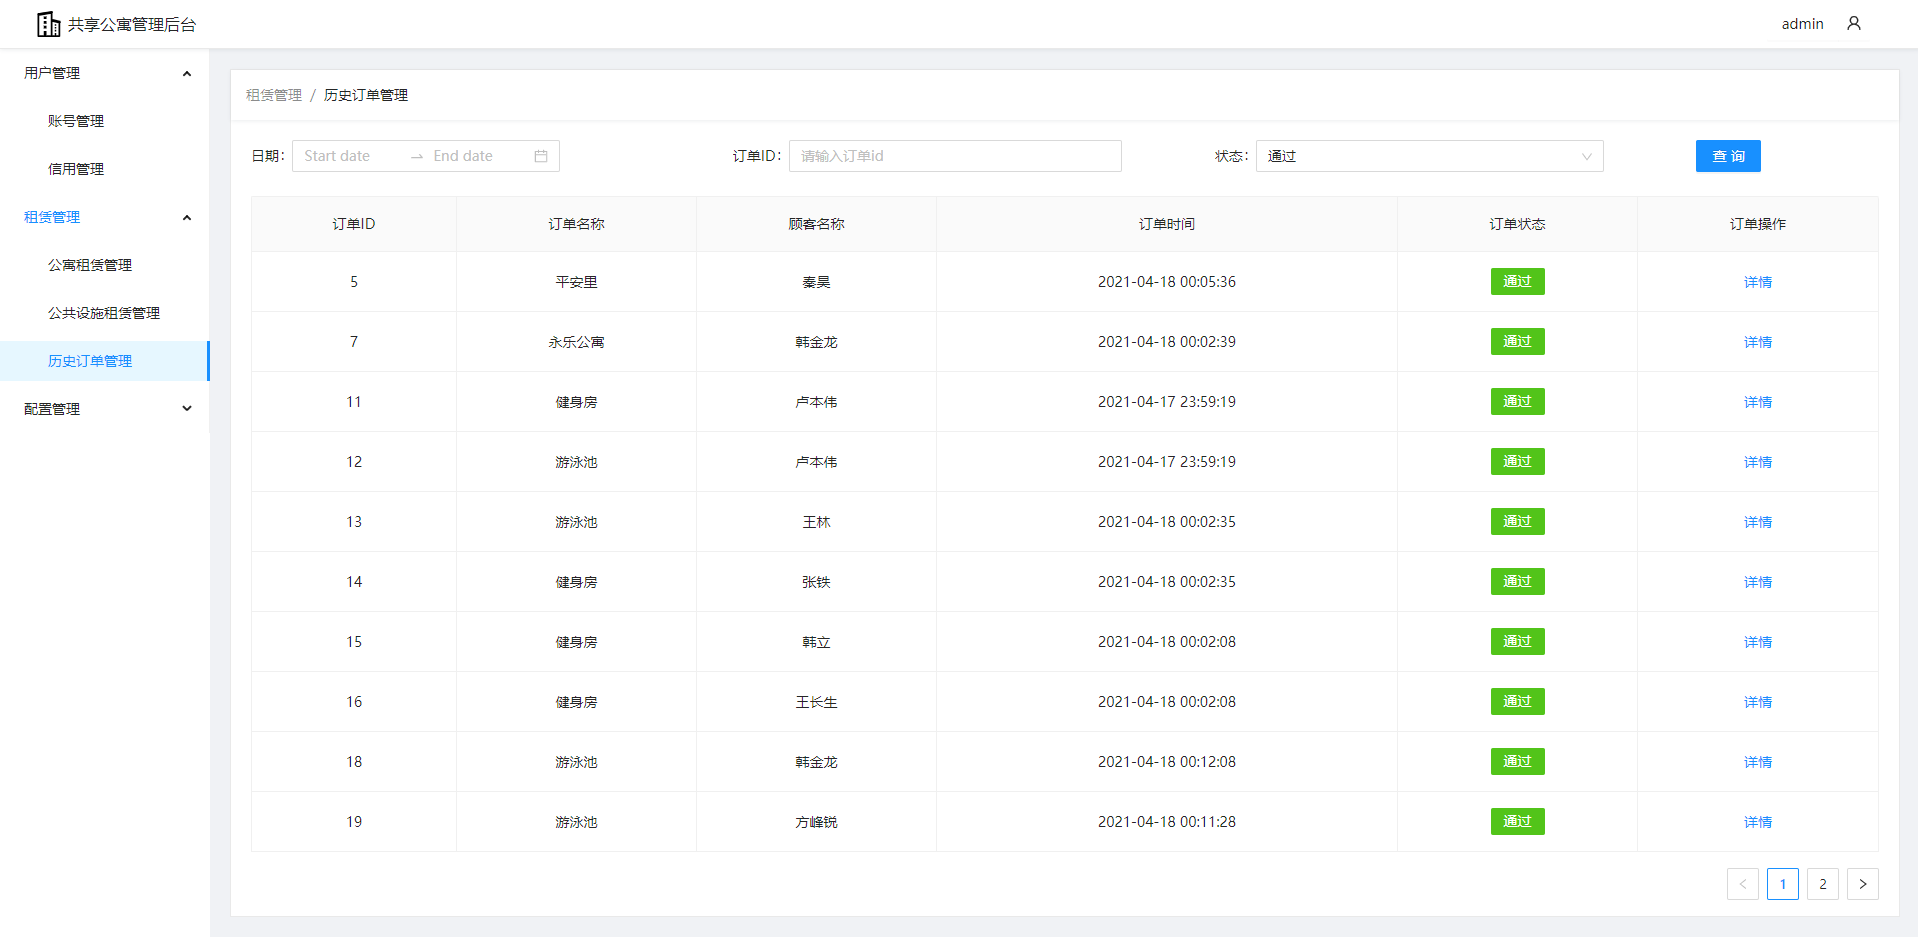 共享公寓管理后台
admin
用户管理
账号管理
信用管理
租赁管理
公寓租赁管理
公共设施租赁管理
历史订单管理
配置管理
租赁管理 / 历史订单管理
日期: Start date → End date 订单ID: 请输入订单id 状态: 通过 查 询
订单ID 订单名称 顾客名称 订单时间 订单状态 订单操作
5 平安里 秦昊 2021-04-18 00:05:36 通过 详情
7 永乐公寓 韩金龙 2021-04-18 00:02:39 通过 详情
11 健身房 卢本伟 2021-04-17 23:59:19 通过 详情
12 游泳池 卢本伟 2021-04-17 23:59:19 通过 详情
13 游泳池 王林 2021-04-18 00:02:35 通过 详情
14 健身房 张铁 2021-04-18 00:02:35 通过 详情
15 健身房 韩立 2021-04-18 00:02:08 通过 详情
16 健身房 王长生 2021-04-18 00:02:08 通过 详情
18 游泳池 韩金龙 2021-04-18 00:12:08 通过 详情
19 游泳池 方峰锐 2021-04-18 00:11:28 通过 详情
< 1 2 >